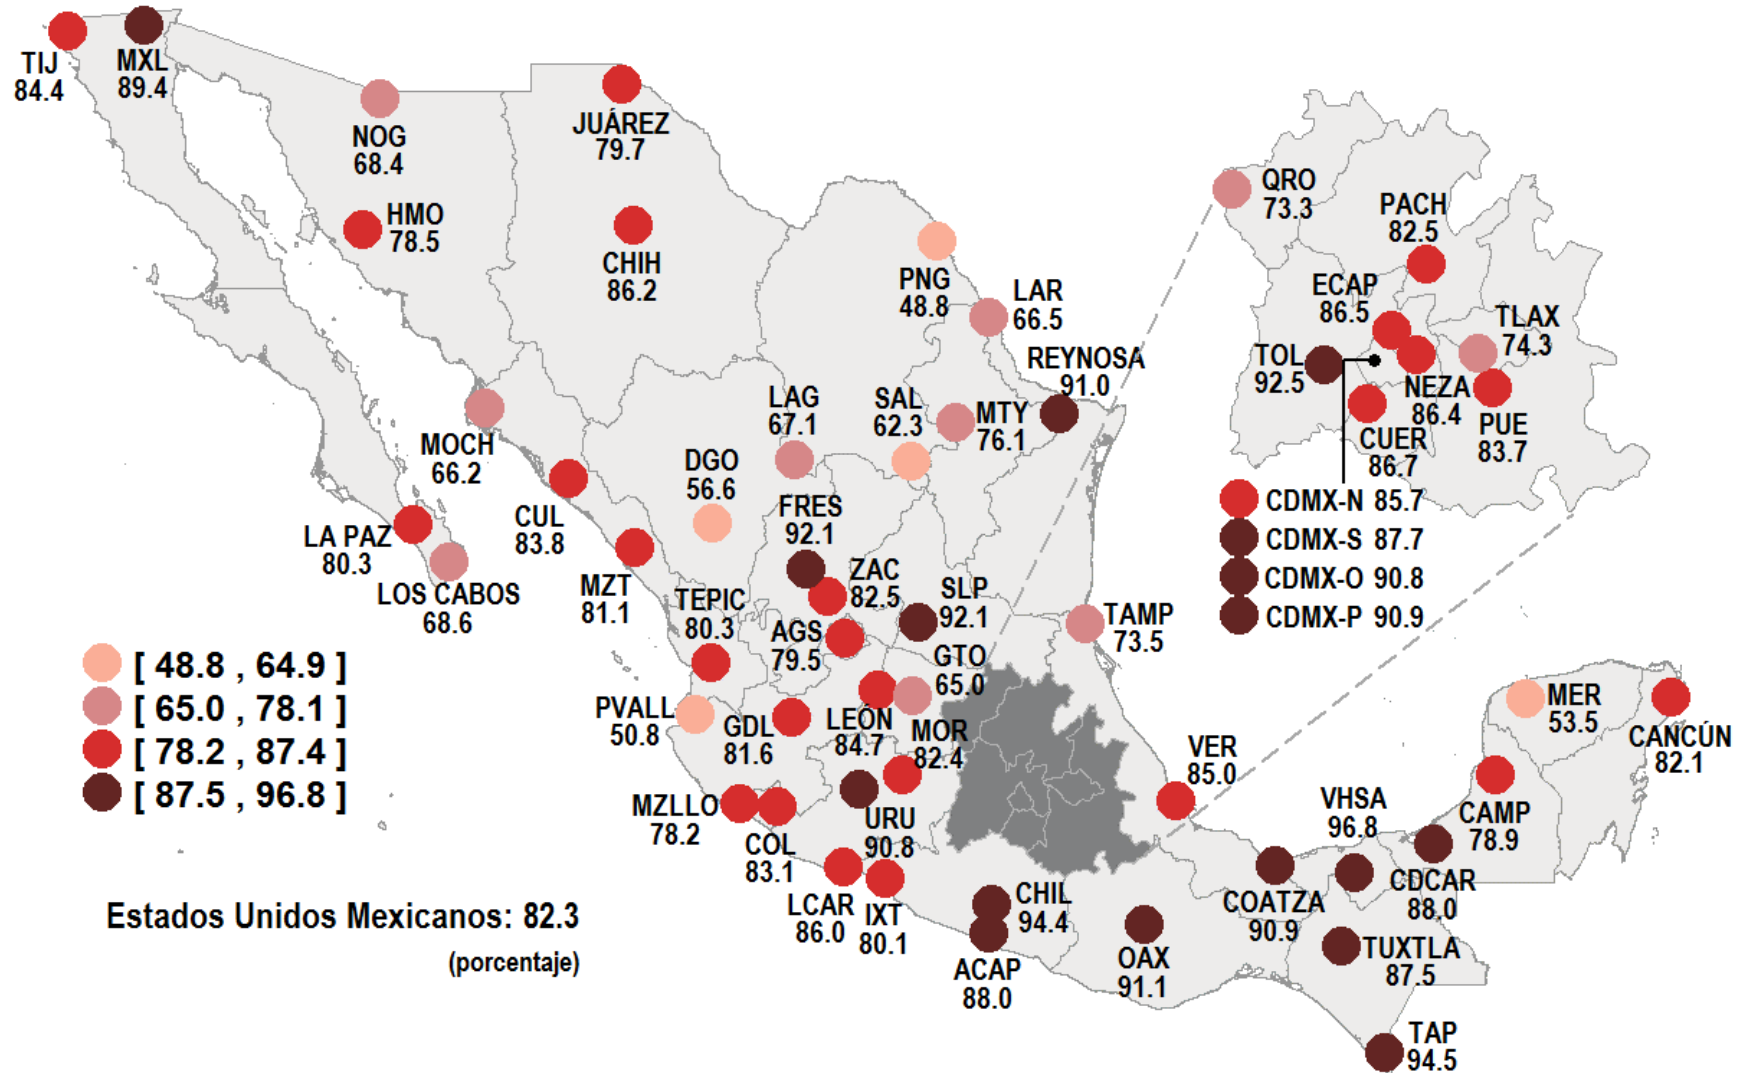 TIJ
84.4
MXL
89.4
NOG
68.4
HMO
78.5
JUÁREZ
79.7
CHIH
86.2
PNG
48.8
LAR
66.5
REYNOSA
91.0
LAG
67.1
SAL
62.3
MTY
76.1
MOCH
66.2
DGO
56.6
CUL
83.8
FRES
92.1
LA PAZ
80.3
LOS CABOS
68.6
MZT
81.1
TEPIC
80.3
ZAC
82.5
SLP
92.1
AGS
79.5
GTO
65.0
TAMP
73.5
PVALL
50.8
GDL
81.6
LEÓN
84.7
MOR
82.4
MZLLO
78.2
COL
83.1
URU
90.8
LCAR
86.0
IXT
80.1
CHIL
94.4
ACAP
88.0
OAX
91.1
VER
85.0
COATZA
90.9
VHSA
96.8
CDCAR
88.0
TUXTLA
87.5
TAP
94.5
CAMP
78.9
MER
53.5
CANCÚN
82.1
QRO
73.3
PACH
82.5
ECAP
86.5
TLAX
74.3
TOL
92.5
NEZA
86.4
PUE
83.7
CUER
86.7
CDMX-N 85.7
CDMX-S 87.7
CDMX-O 90.8
CDMX-P 90.9
[ 48.8 , 64.9 ]
[ 65.0 , 78.1 ]
[ 78.2 , 87.4 ]
[ 87.5 , 96.8 ]
Estados Unidos Mexicanos: 82.3
(porcentaje)